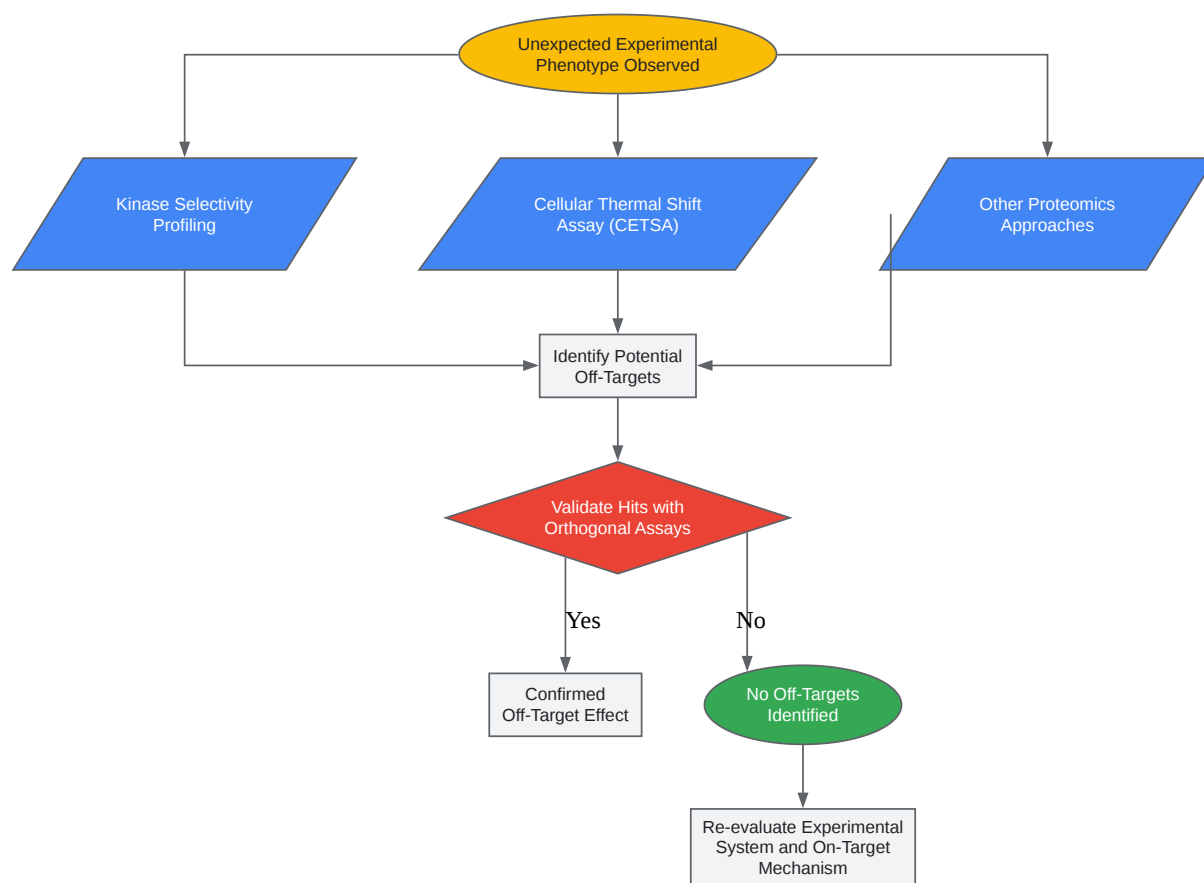 Unexpected Experimental
Phenotype Observed
Kinase Selectivity
Profiling
Cellular Thermal Shift
Assay (CETSA)
Other Proteomics
Approaches
Identify Potential
Off-Targets
Validate Hits with
Orthogonal Assays
Yes
No
Confirmed
Off-Target Effect
No Off-Targets
Identified
Re-evaluate Experimental
System and On-Target
Mechanism